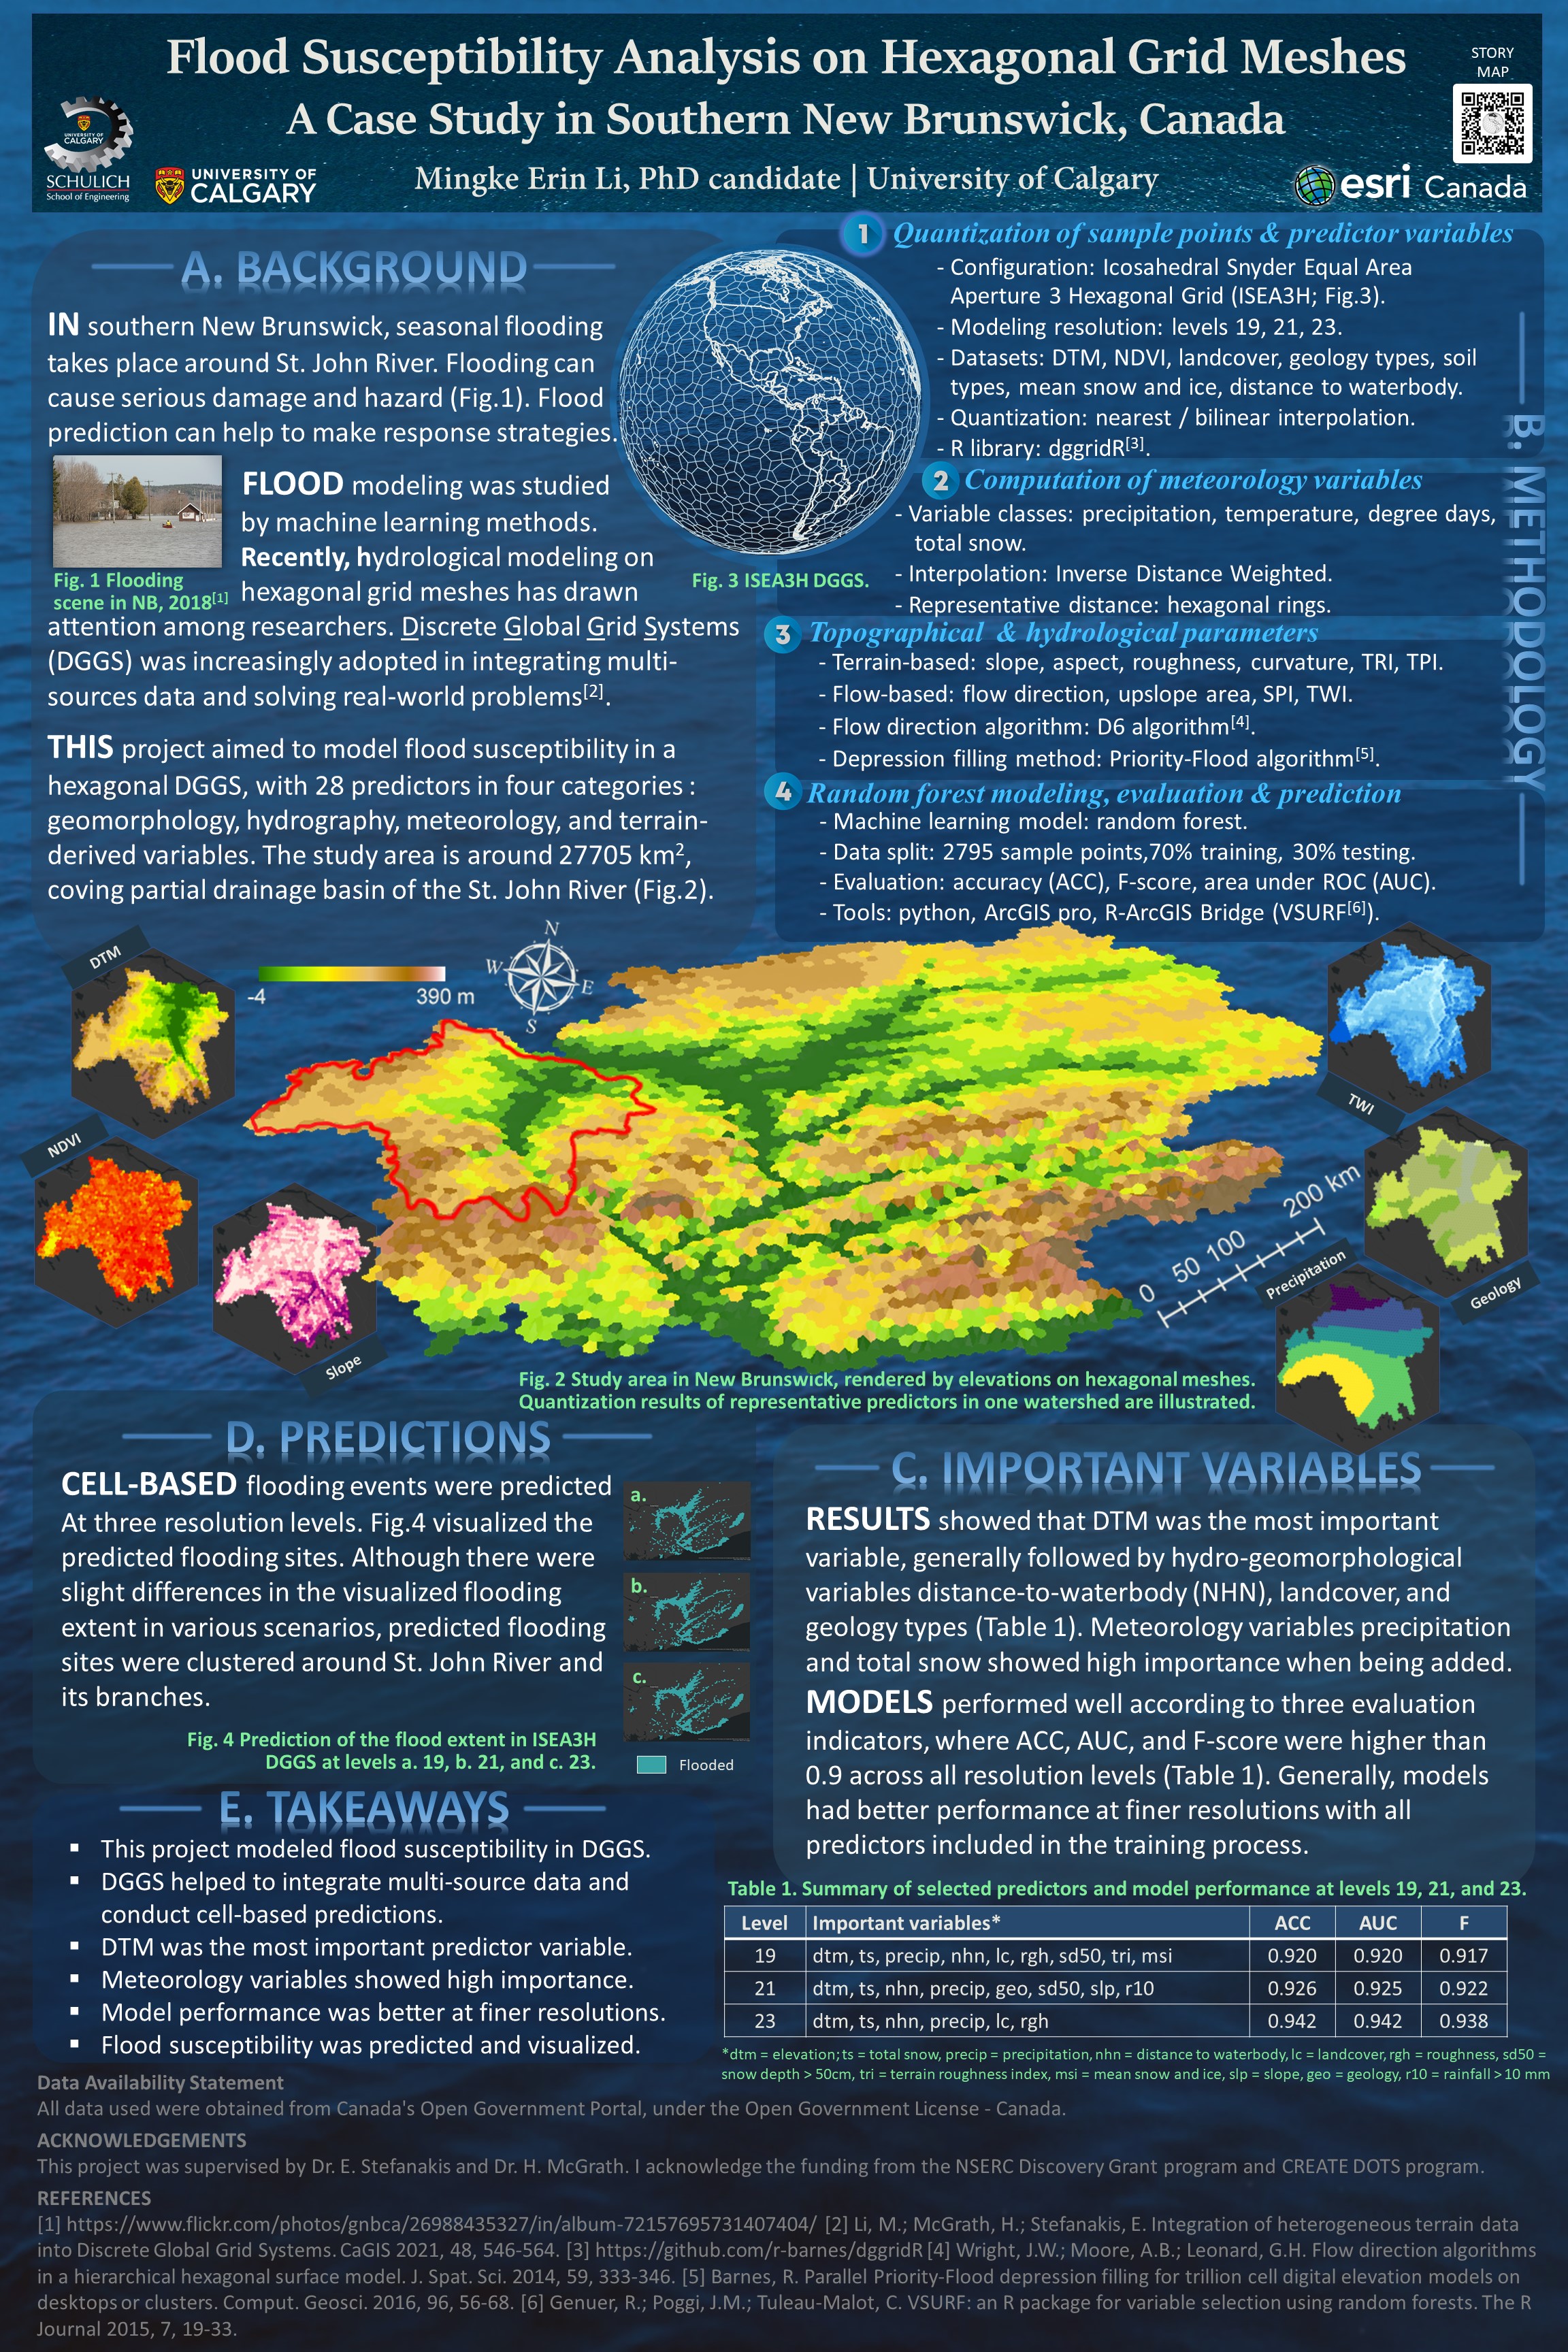 Flood Susceptibility Analysis on Hexagonal Grid Meshes
A Case Study in Southern New Brunswick, Canada
Mingke Erin Li, PhD candidate | University of Calgary
STORY
MAP
UNIVERSITY OF
CALGARY
SCHULICH
School of Engineering
UNIVERSITY OF
CALGARY
esri Canada
A. BACKGROUND
IN southern New Brunswick, seasonal flooding
takes place around St. John River. Flooding can
cause serious damage and hazard (Fig.1). Flood
prediction can help to make response strategies.
FLOOD modeling was studied
by machine learning methods.
Recently, hydrological modeling on
hexagonal grid meshes has drawn
Fig. 1 Flooding
scene in NB, 2018[1]
attention among researchers. Discrete Global Grid Systems
(DGGS) was increasingly adopted in integrating multi-
sources data and solving real-world problems[2].
THIS project aimed to model flood susceptibility in a
hexagonal DGGS, with 28 predictors in four categories :
geomorphology, hydrography, meteorology, and terrain-
derived variables. The study area is around 27705 km2,
coving partial drainage basin of the St. John River (Fig.2).
Fig. 3 ISEA3H DGGS.
B. METHODOLOGY
1 Quantization of sample points & predictor variables
- Configuration: Icosahedral Snyder Equal Area
Aperture 3 Hexagonal Grid (ISEA3H; Fig.3).
- Modeling resolution: levels 19, 21, 23.
- Datasets: DTM, NDVI, landcover, geology types, soil
types, mean snow and ice, distance to waterbody.
- Quantization: nearest / bilinear interpolation.
- R library: dggridR[3].
2 Computation of meteorology variables
- Variable classes: precipitation, temperature, degree days,
total snow.
- Interpolation: Inverse Distance Weighted.
- Representative distance: hexagonal rings.
3 Topographical & hydrological parameters
- Terrain-based: slope, aspect, roughness, curvature, TRI, TPI.
- Flow-based: flow direction, upslope area, SPI, TWI.
- Flow direction algorithm: D6 algorithm[4].
- Depression filling method: Priority-Flood algorithm[5].
4 Random forest modeling, evaluation & prediction
- Machine learning model: random forest.
- Data split: 2795 sample points,70% training, 30% testing.
- Evaluation: accuracy (ACC), F-score, area under ROC (AUC).
- Tools: python, ArcGIS pro, R-ArcGIS Bridge (VSURF[6]).
DTM
-4 390 m
N
W E
S
NDVI
Slope
TWI
Geology
Precipitation
0 50 100 200 km
Fig. 2 Study area in New Brunswick, rendered by elevations on hexagonal meshes.
Quantization results of representative predictors in one watershed are illustrated.
D. PREDICTIONS
CELL-BASED flooding events were predicted
At three resolution levels. Fig.4 visualized the
predicted flooding sites. Although there were
slight differences in the visualized flooding
extent in various scenarios, predicted flooding
sites were clustered around St. John River and
its branches.
a.
b.
c.
Flooded
Fig. 4 Prediction of the flood extent in ISEA3H
DGGS at levels a. 19, b. 21, and c. 23.
C. IMPORTANT VARIABLES
RESULTS showed that DTM was the most important
variable, generally followed by hydro-geomorphological
variables distance-to-waterbody (NHN), landcover, and
geology types (Table 1). Meteorology variables precipitation
and total snow showed high importance when being added.
MODELS performed well according to three evaluation
indicators, where ACC, AUC, and F-score were higher than
0.9 across all resolution levels (Table 1). Generally, models
had better performance at finer resolutions with all
predictors included in the training process.
E. TAKEAWAYS
▪ This project modeled flood susceptibility in DGGS.
▪ DGGS helped to integrate multi-source data and
conduct cell-based predictions.
▪ DTM was the most important predictor variable.
▪ Meteorology variables showed high importance.
▪ Model performance was better at finer resolutions.
▪ Flood susceptibility was predicted and visualized.
Table 1. Summary of selected predictors and model performance at levels 19, 21, and 23.
Level Important variables* ACC AUC F
19 dtm, ts, precip, nhn, lc, rgh, sd50, tri, msi 0.920 0.920 0.917
21 dtm, ts, nhn, precip, geo, sd50, slp, r10 0.926 0.925 0.922
23 dtm, ts, nhn, precip, lc, rgh 0.942 0.942 0.938
*dtm = elevation; ts = total snow, precip = precipitation, nhn = distance to waterbody, lc = landcover, rgh = roughness, sd50 =
snow depth > 50cm, tri = terrain roughness index, msi = mean snow and ice, slp = slope, geo = geology, r10 = rainfall > 10 mm
Data Availability Statement
All data used were obtained from Canada's Open Government Portal, under the Open Government License - Canada.
ACKNOWLEDGEMENTS
This project was supervised by Dr. E. Stefanakis and Dr. H. McGrath. I acknowledge the funding from the NSERC Discovery Grant program and CREATE DOTS program.
REFERENCES
[1] https://www.flickr.com/photos/gnbca/26988435327/in/album-72157695731407404/ [2] Li, M.; McGrath, H.; Stefanakis, E. Integration of heterogeneous terrain data
into Discrete Global Grid Systems. CaGIS 2021, 48, 546-564. [3] https://github.com/r-barnes/dggridR [4] Wright, J.W.; Moore, A.B.; Leonard, G.H. Flow direction algorithms
in a hierarchical hexagonal surface model. J. Spat. Sci. 2014, 59, 333-346. [5] Barnes, R. Parallel Priority-Flood depression filling for trillion cell digital elevation models on
desktops or clusters. Comput. Geosci. 2016, 96, 56-68. [6] Genuer, R.; Poggi, J.M.; Tuleau-Malot, C. VSURF: an R package for variable selection using random forests. The R
Journal 2015, 7, 19-33.